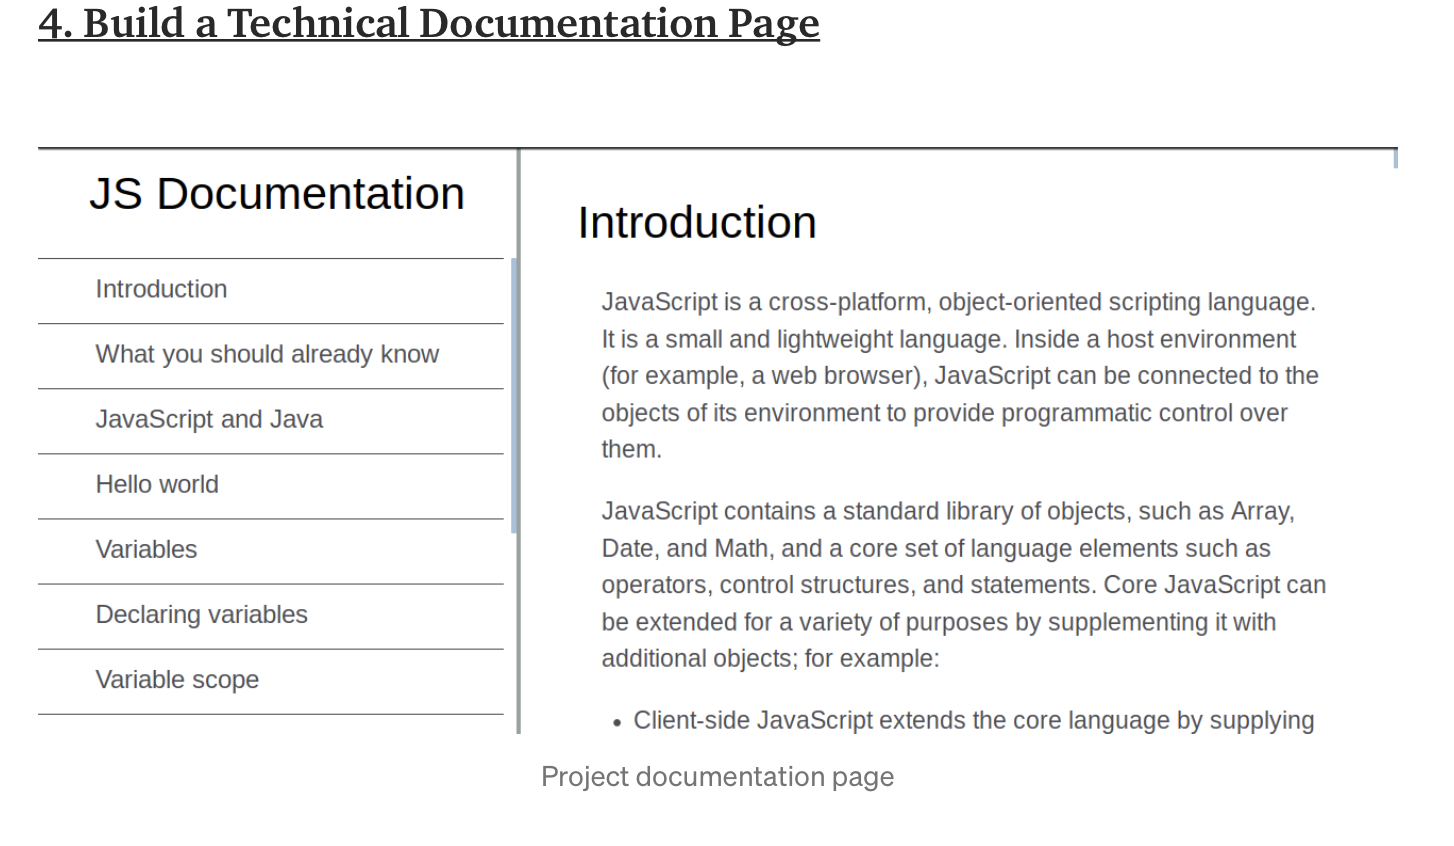 4. Build a Technical Documentation Page
JS Documentation
Introduction
What you should already know
JavaScript and Java
Hello world
Variables
Declaring variables
Variable scope
Introduction
JavaScript is a cross-platform, object-oriented scripting language.
It is a small and lightweight language. Inside a host environment
(for example, a web browser), JavaScript can be connected to the
objects of its environment to provide programmatic control over
them.
JavaScript contains a standard library of objects, such as Array,
Date, and Math, and a core set of language elements such as
operators, control structures, and statements. Core JavaScript can
be extended for a variety of purposes by supplementing it with
additional objects; for example:
• Client-side JavaScript extends the core language by supplying
Project documentation page